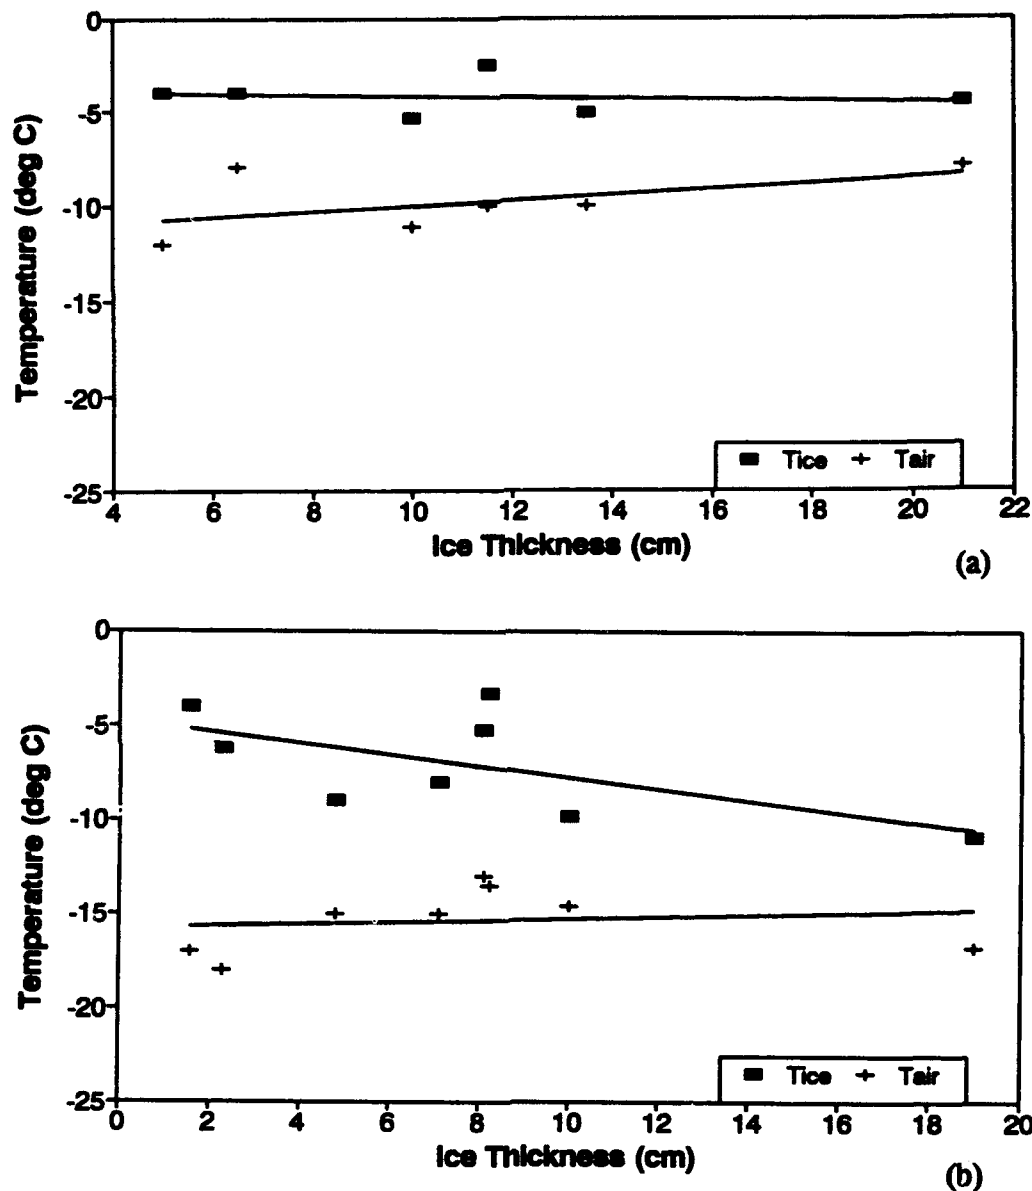 0
-5
-10
-15
-20
-25
Temperature (deg C)
Tice Tair
4 6 8 10 12 14 16 18 20 22
Ice Thickness (cm)
(a)
0
-5
-10
-15
-20
-25
Temperature (deg C)
Tice Tair
0 2 4 6 8 10 12 14 16 18 20
Ice Thickness (cm)
(b)